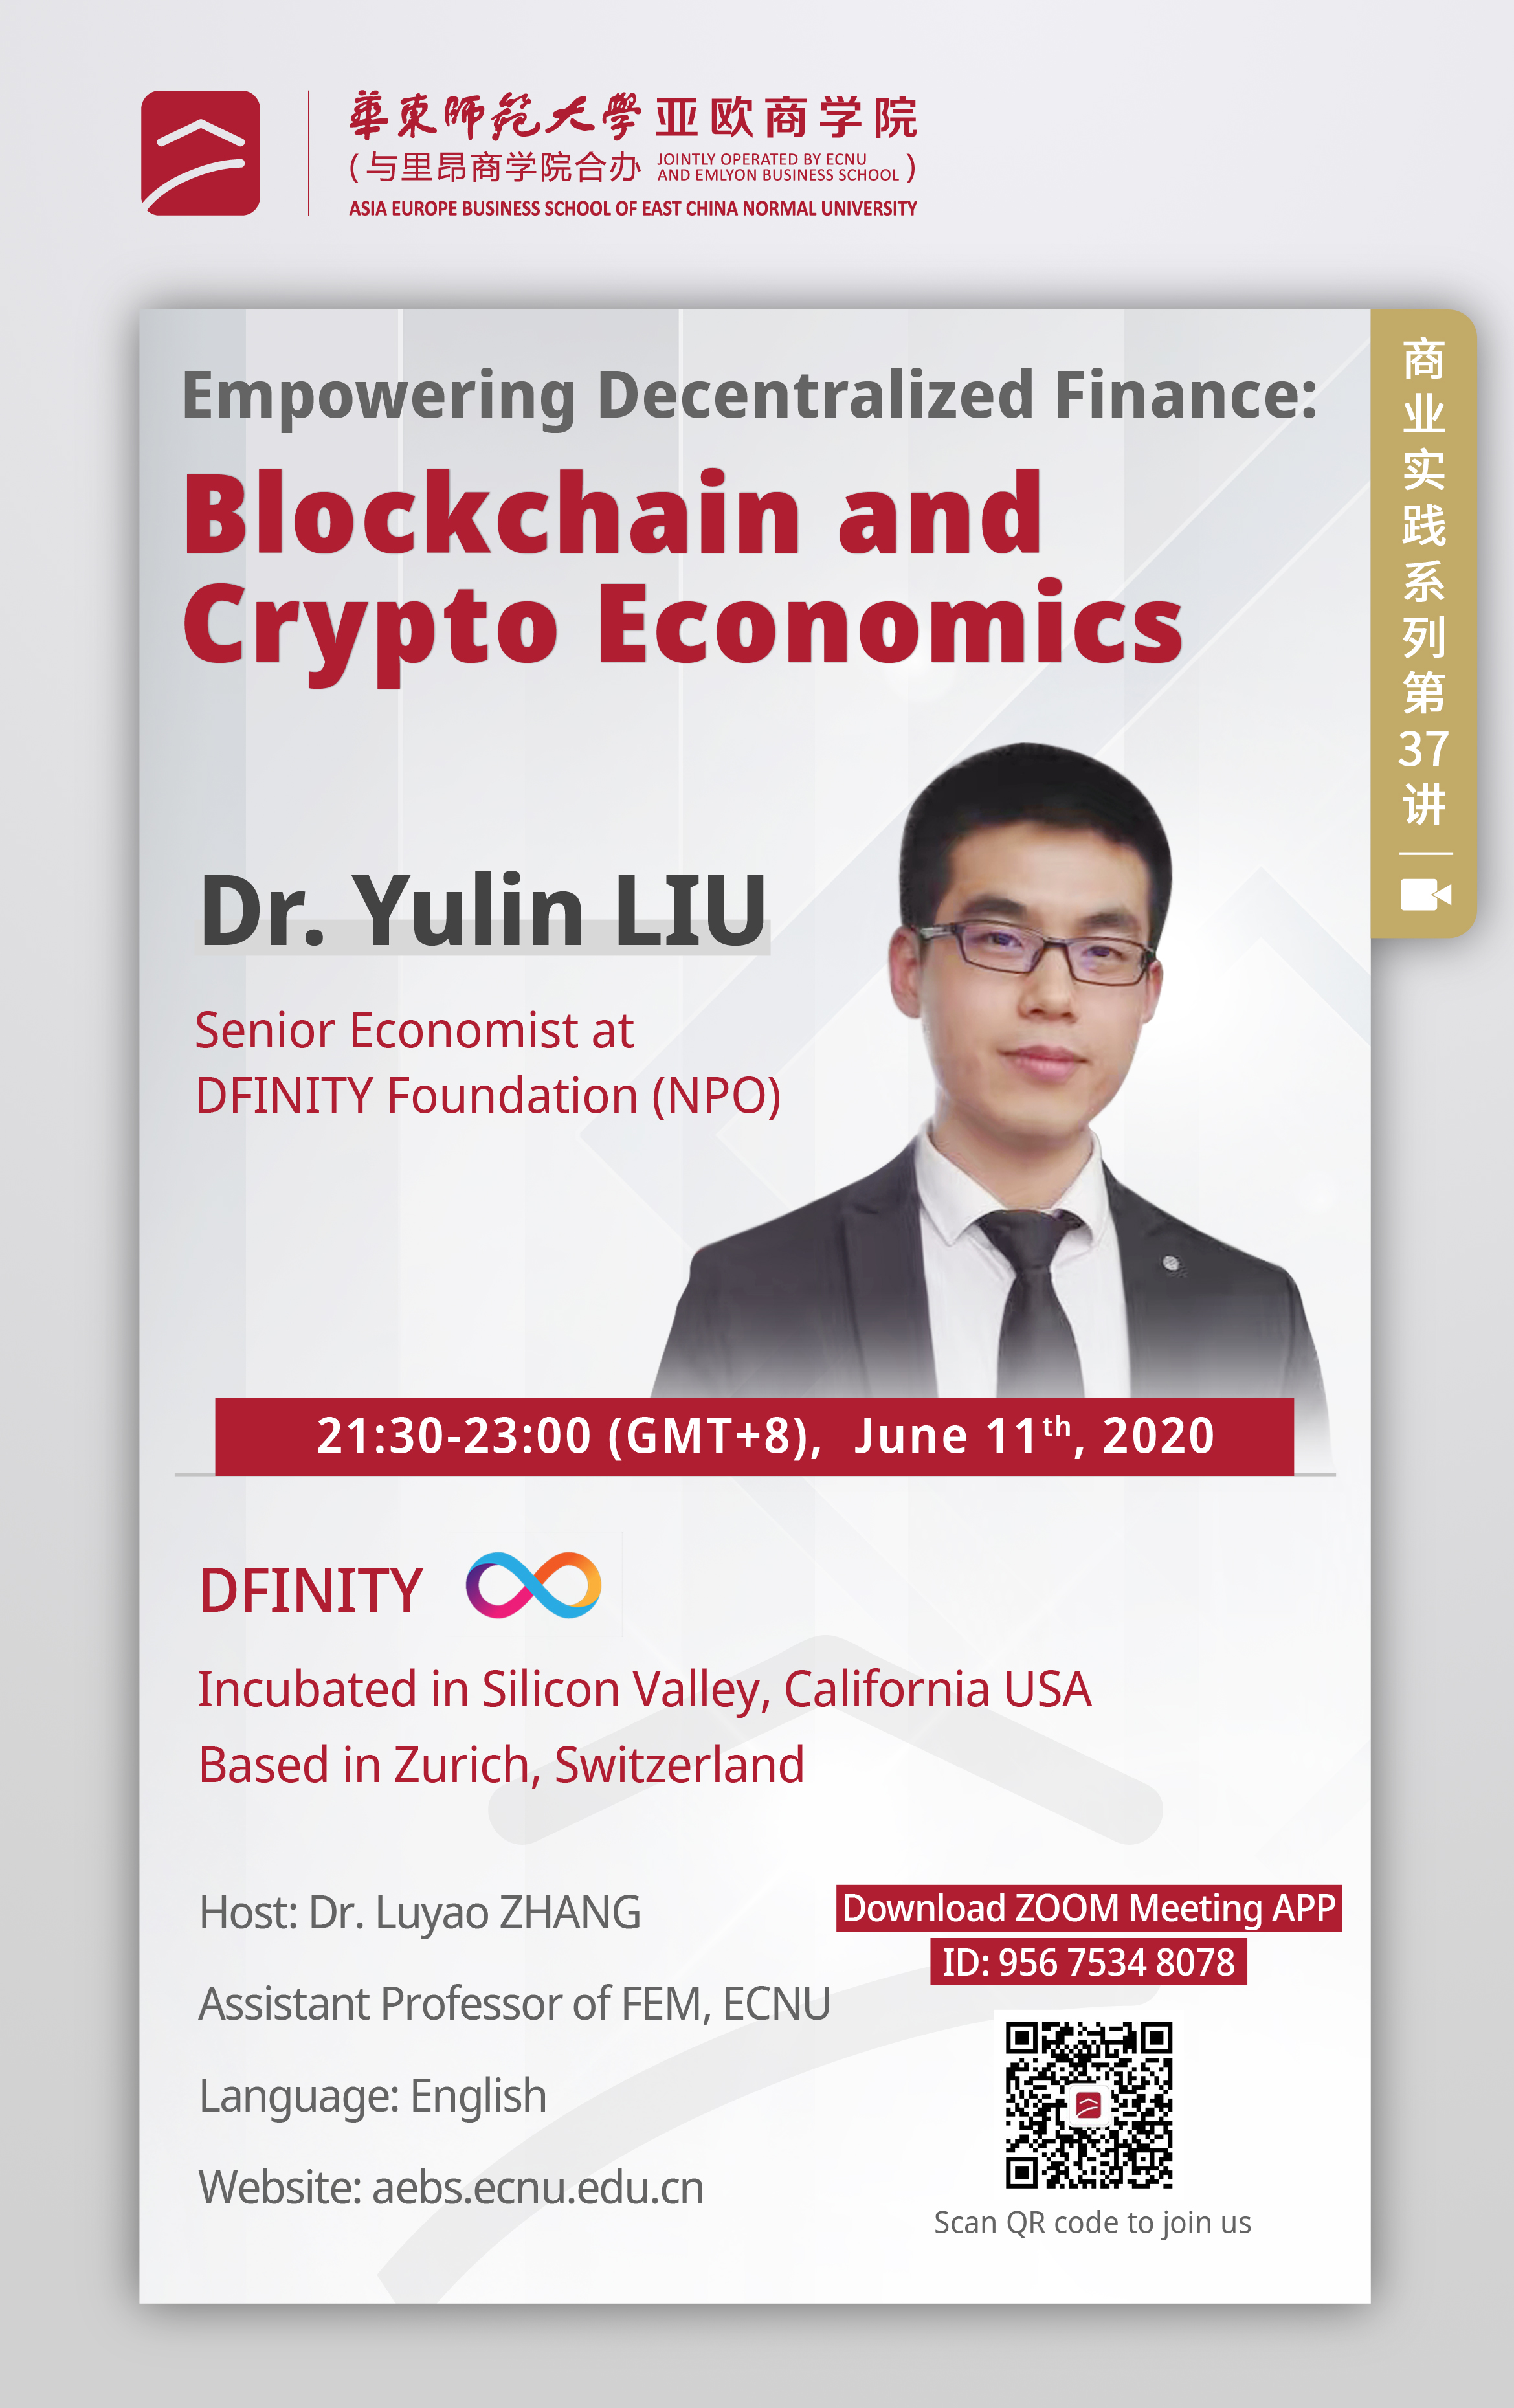 華東师范大學 亚欧商学院
(与里昂商学院合办 JOINTLY OPERATED BY ECNU
AND EMLYON BUSINESS SCHOOL)
ASIA EUROPE BUSINESS SCHOOL OF EAST CHINA NORMAL UNIVERSITY
商业实践系列第37讲
Empowering Decentralized Finance:
Blockchain and
Crypto Economics
Dr. Yulin LIU
Senior Economist at
DFINITY Foundation (NPO)
21:30-23:00 (GMT+8), June 11th, 2020
DFINITY
Incubated in Silicon Valley, California USA
Based in Zurich, Switzerland
Host: Dr. Luyao ZHANG
Assistant Professor of FEM, ECNU
Language: English
Website: aebs.ecnu.edu.cn
Download ZOOM Meeting APP
ID: 956 7534 8078
Scan QR code to join us